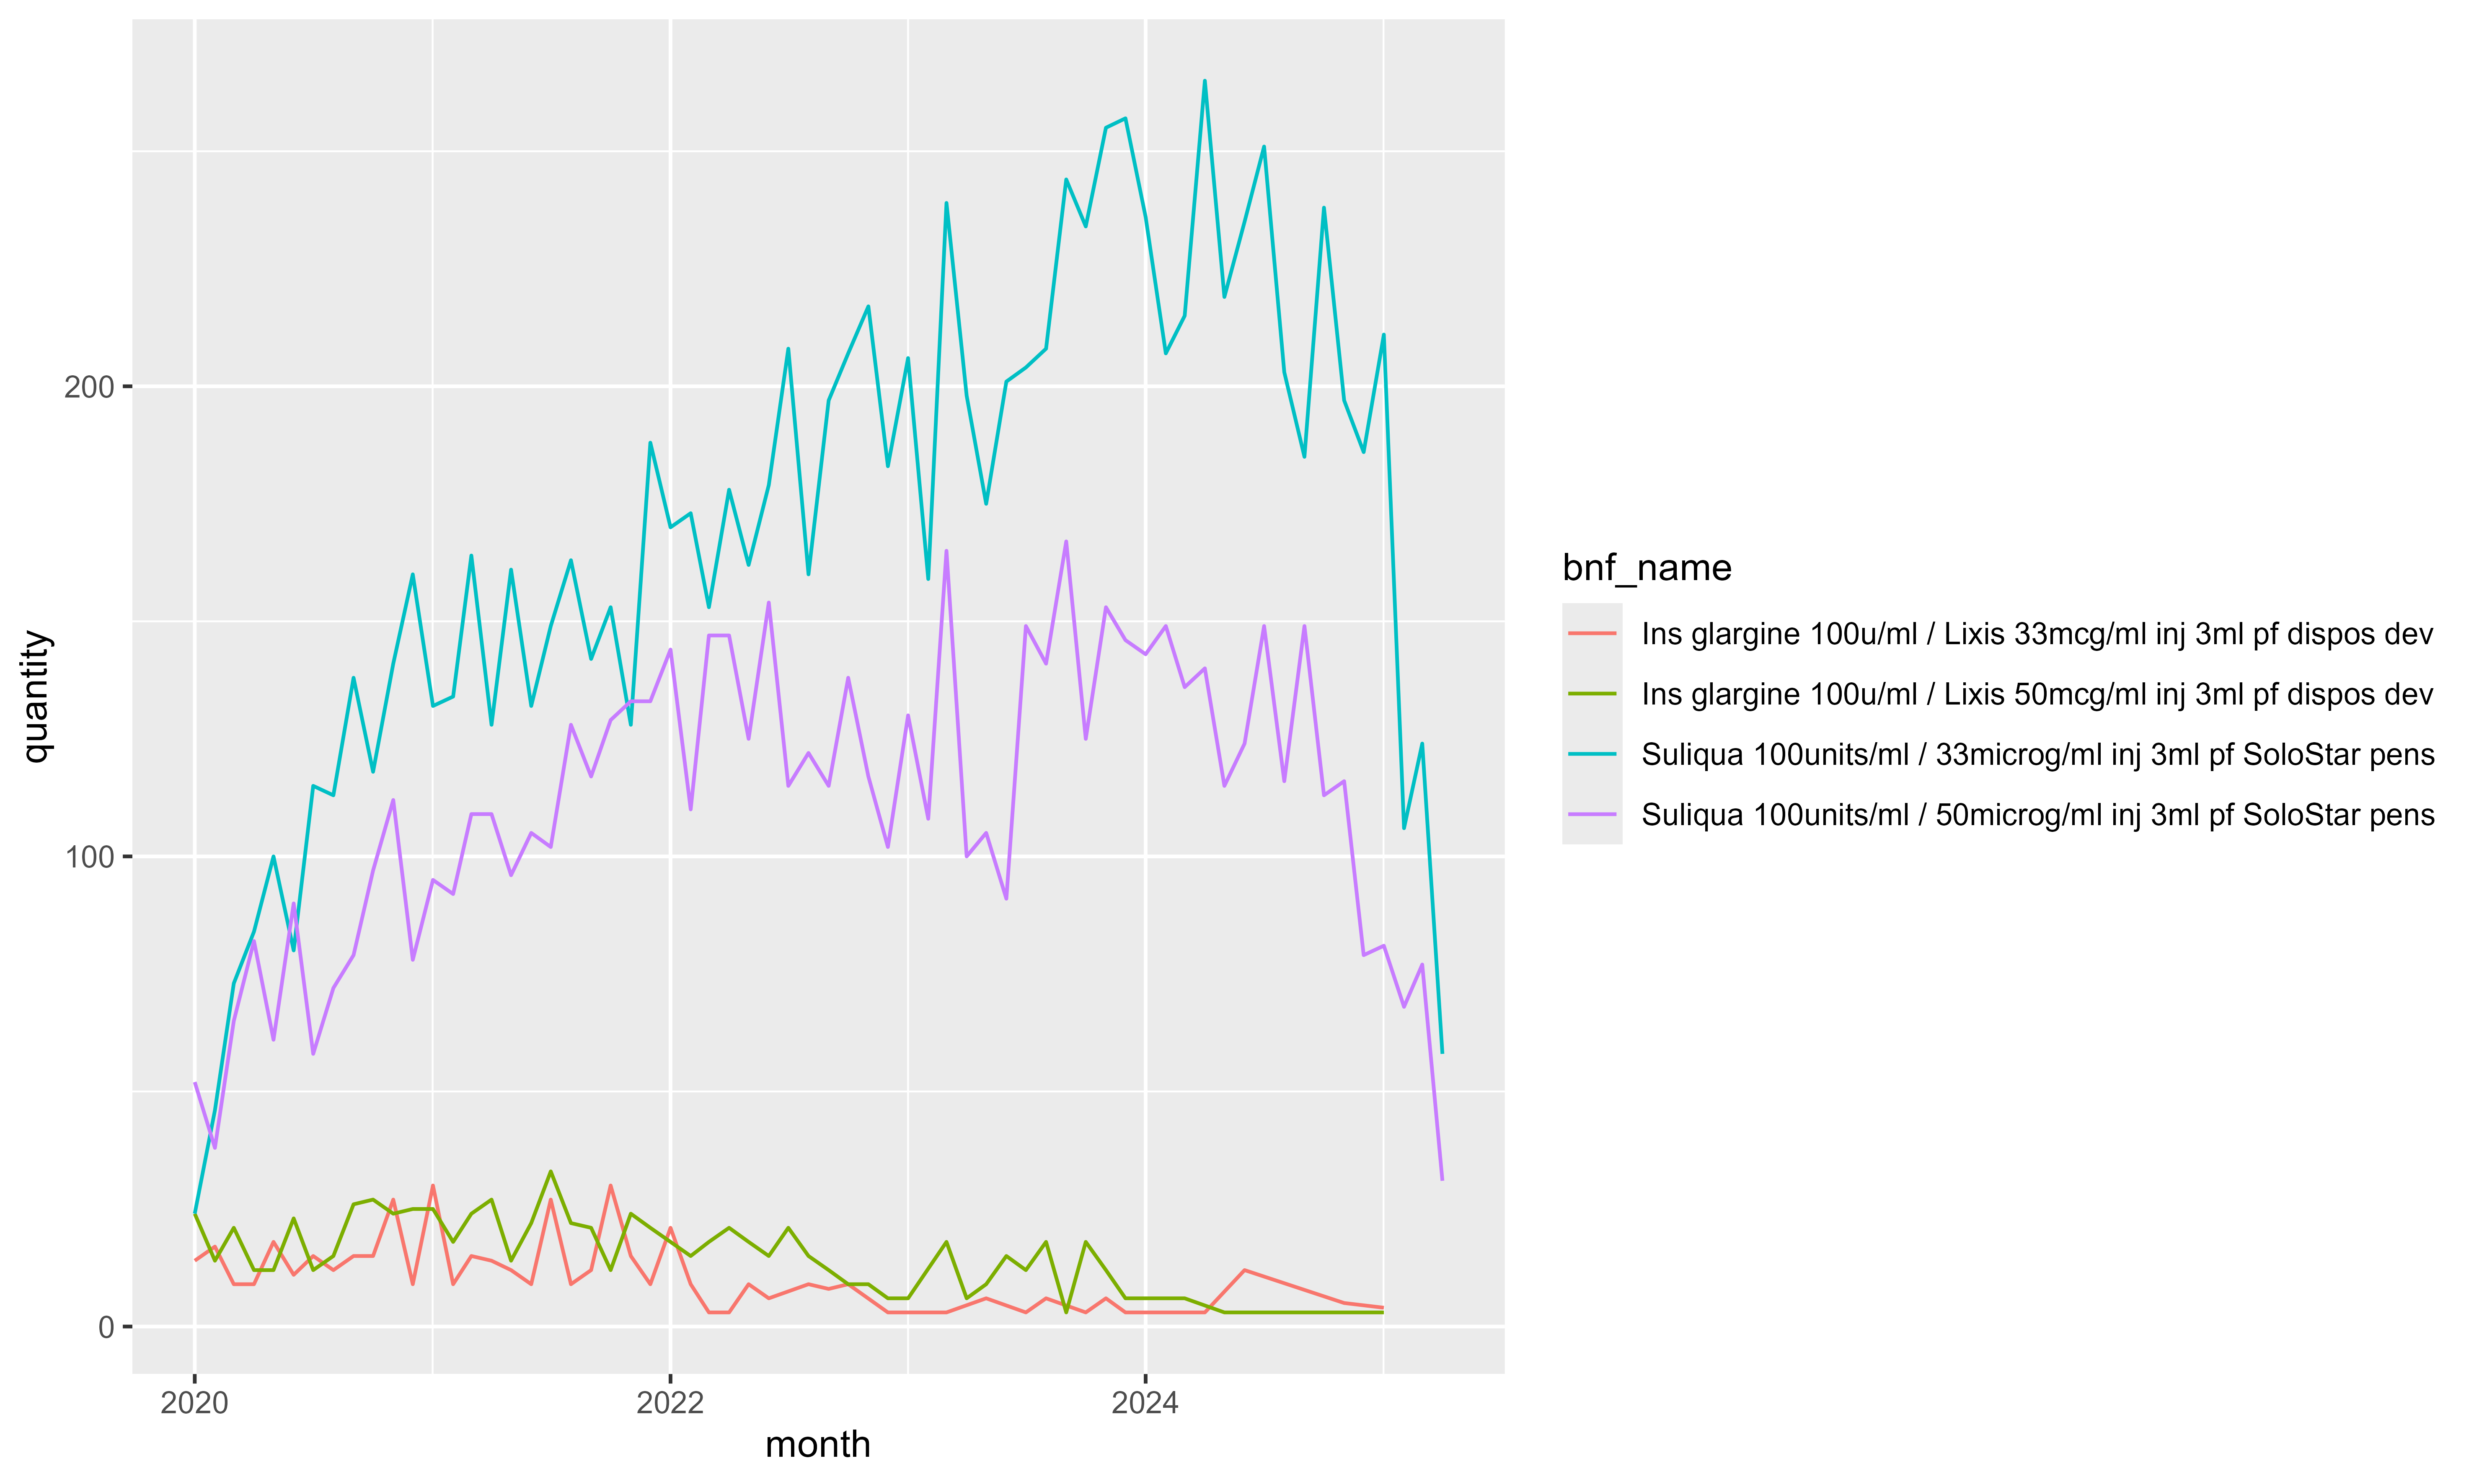 quantity
200
100
0
2020 2022 2024
month
bnf_name
Ins glargine 100u/ml / Lixis 33mcg/ml inj 3ml pf dispos dev
Ins glargine 100u/ml / Lixis 50mcg/ml inj 3ml pf dispos dev
Suliqua 100units/ml / 33microg/ml inj 3ml pf SoloStar pens
Suliqua 100units/ml / 50microg/ml inj 3ml pf SoloStar pens